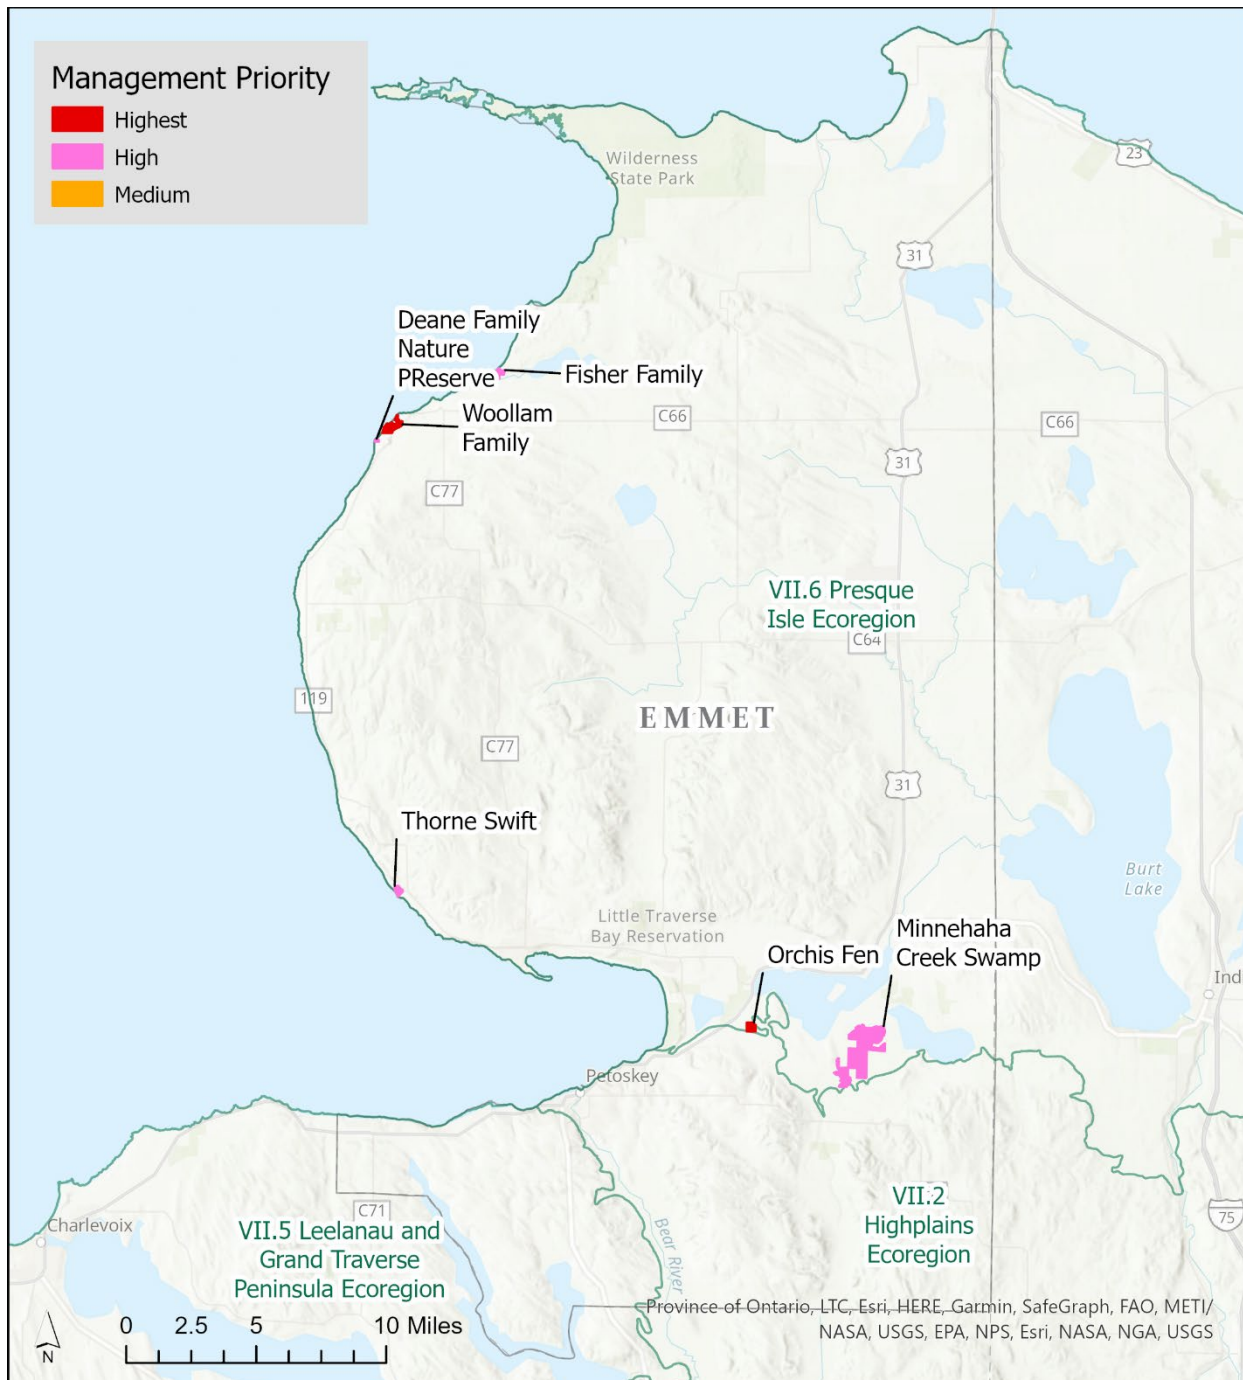 Management Priority
Highest
High
Medium
Wilderness
State Park
23
31
Deane Family
Nature
PReserve
Fisher Family
Woollam
Family
C66
C66
31
C77
VII.6 Presque
Isle Ecoregion
C64
119
EMMET
C77
31
Thorne Swift
Burt
Lake
Little Traverse
Bay Reservation
Minnehaha
Creek Swamp
Orchis Fen
Ind
Petoskey
VII.2
Highplains
Ecoregion
C71
75
Charlevoix
VII.5 Leelanau and
Grand Traverse
Peninsula Ecoregion
Bear River
Province of Ontario, LTC, Esri, HERE, Garmin, SafeGraph, FAO, METI/
NASA, USGS, EPA, NPS, Esri, NASA, NGA, USGS
N
0 2.5 5 10 Miles